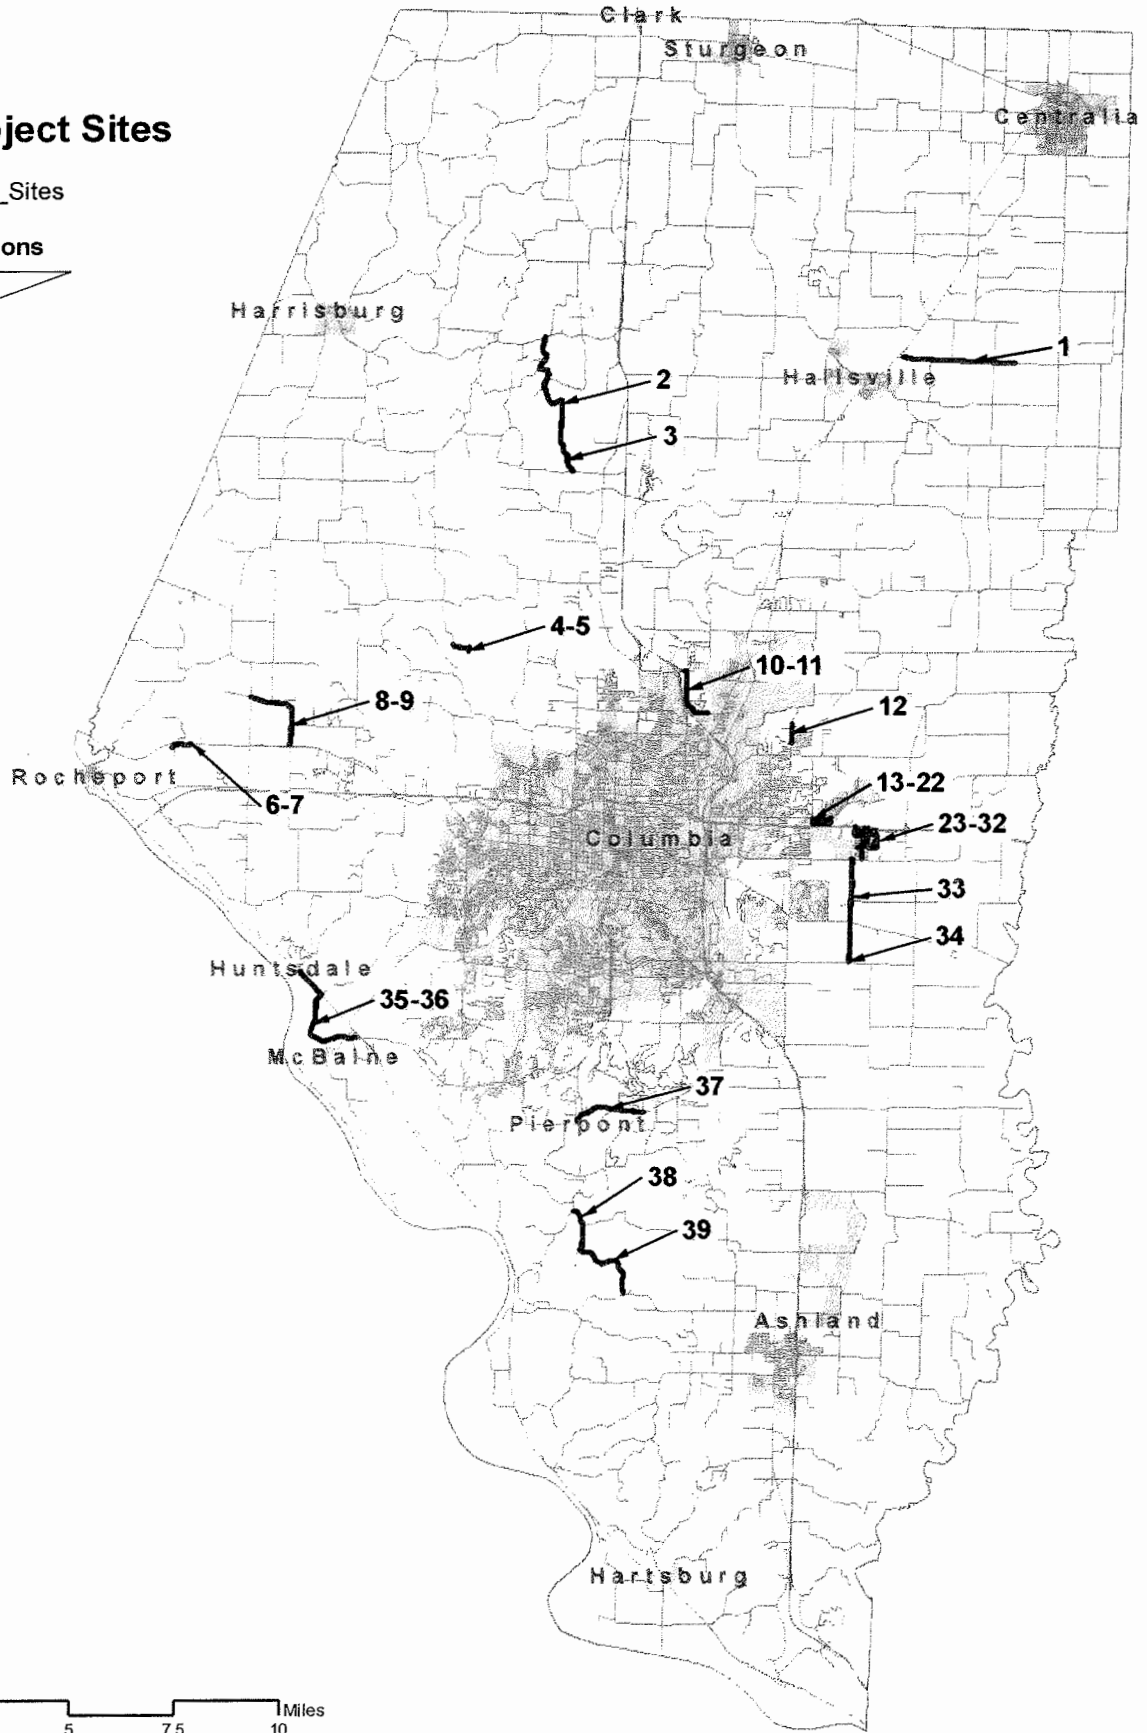 Clark
Sturgeon
Centralia
ject Sites
_Sites
ons
Harrisburg
1
Hallsville
2
3
4-5
10-11
8-9
12
Rocheport
13-22
6-7
23-32
Columbia
33
34
Huntsdale
35-36
McBaine
37
Pierpont
38
39
Ashland
Hartsburg
Miles
5 7.5 10